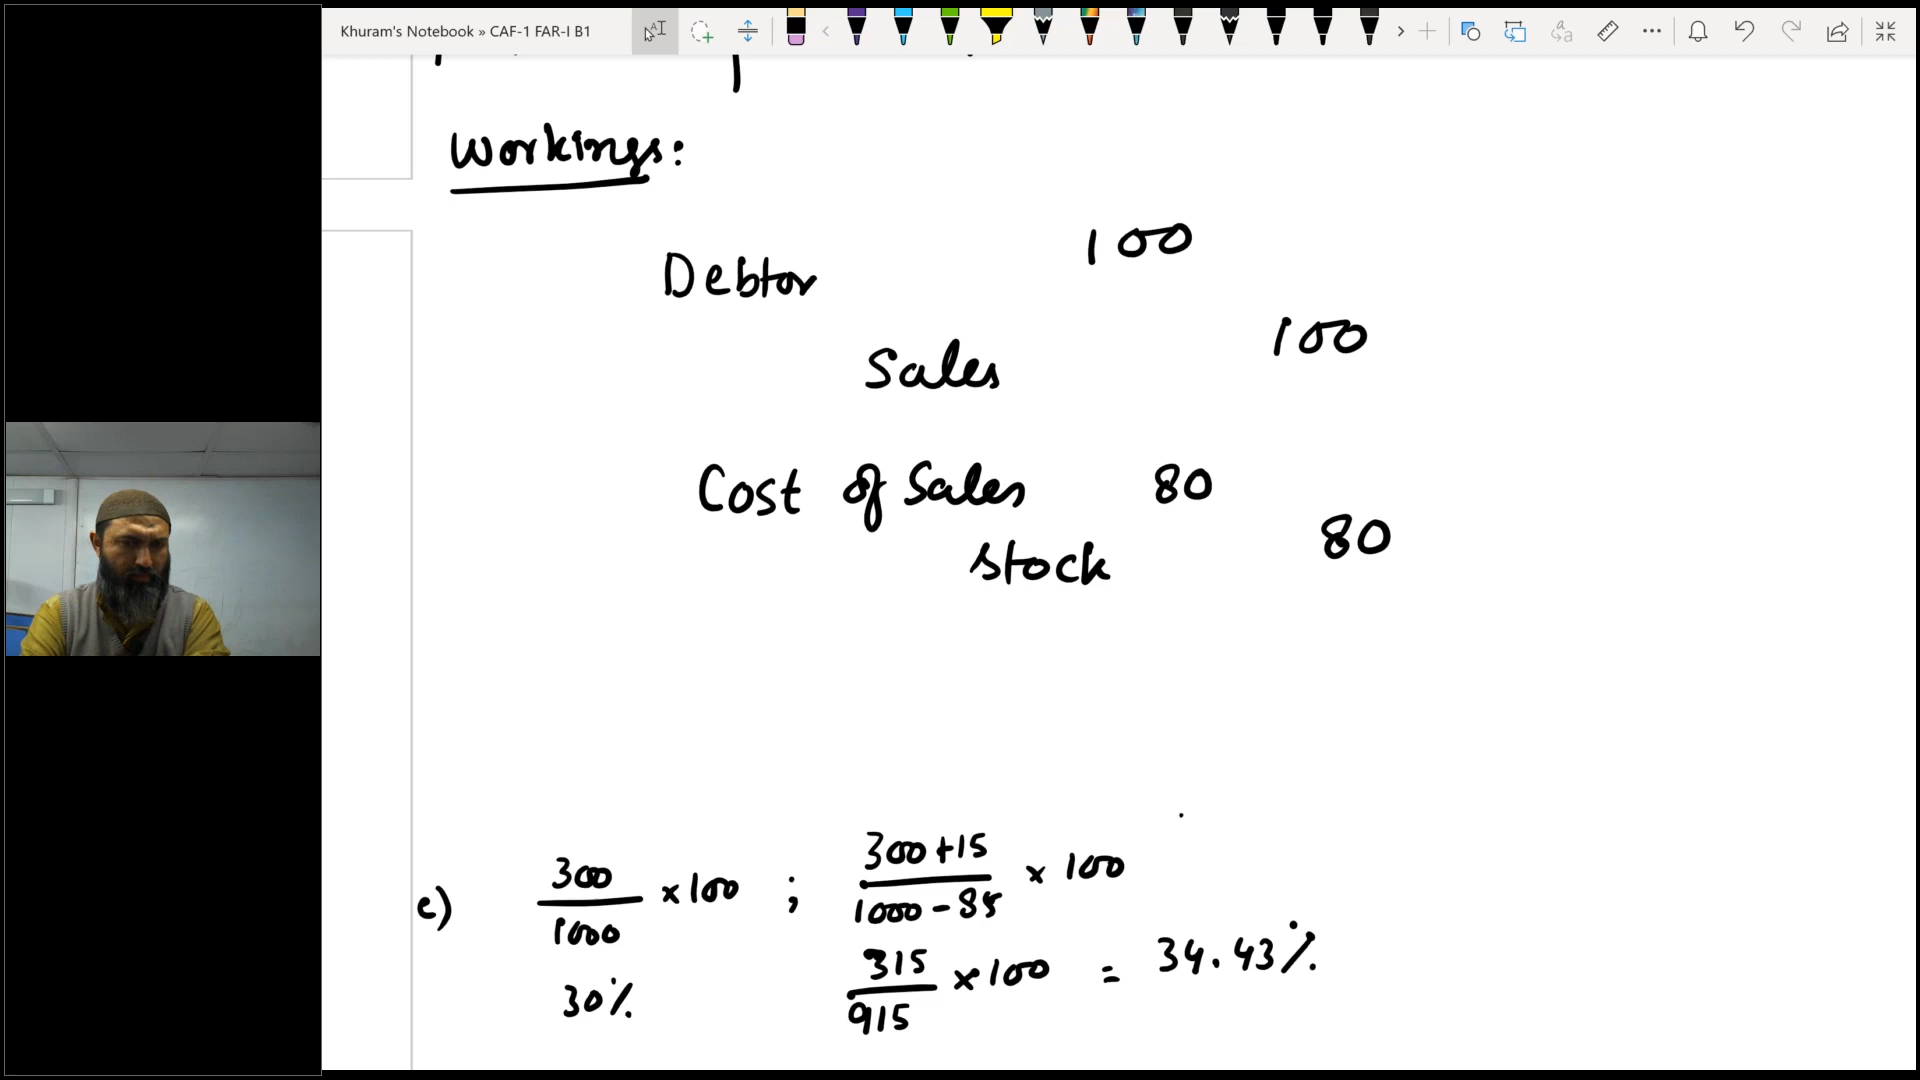 Khuram's Notebook » CAF-1 FAR-I B1
Workings:
Debtor 100
Sales 100
Cost of Sales 80
Stock 80
e) 300/1000 × 100 ; 300+15/1000-85 × 100
30% 315/915 × 100 = 34.43%